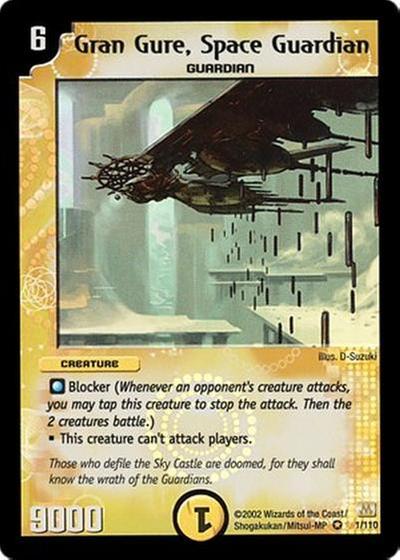 6 Gran Gure, Space Guardian
GUARDIAN
Illus. D-Suzuki
CREATURE
Blocker (Whenever an opponent's creature attacks,
you may tap this creature to stop the attack. Then the
2 creatures battle.)
▪ This creature can't attack players.
Those who defile the Sky Castle are doomed, for they shall
know the wrath of the Guardians.
9000
1
©2002 Wizards of the Coast/
Shogakukan/Mitsui-MP 1/110